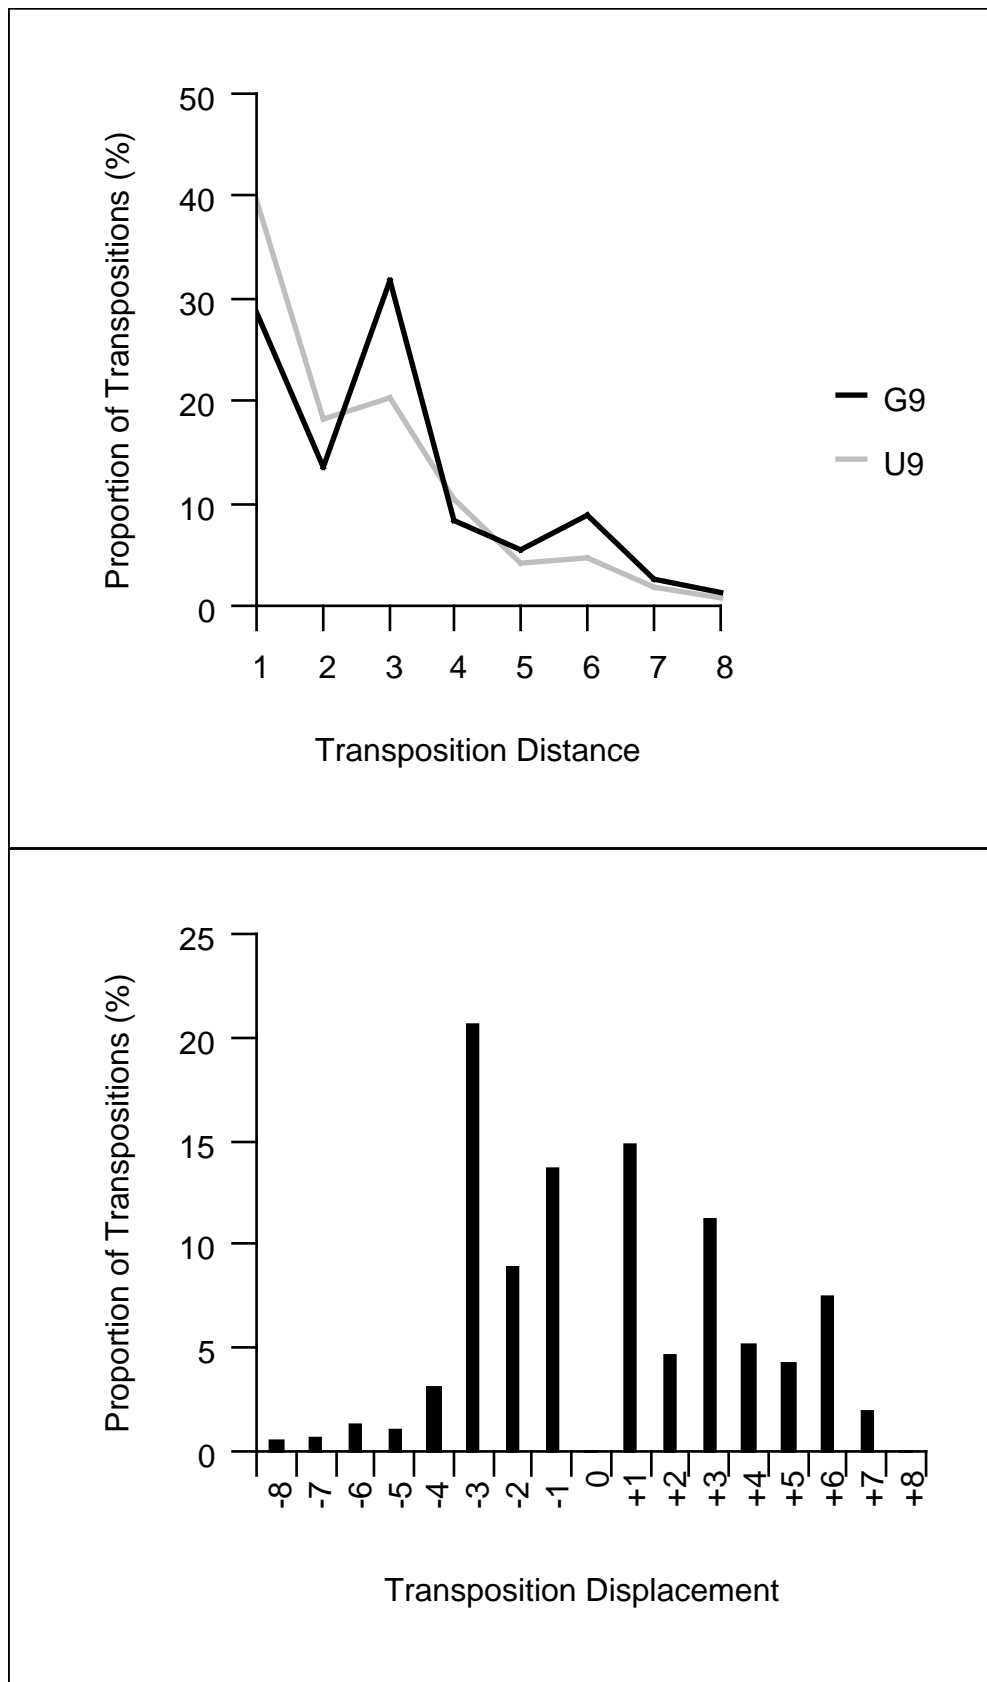 Proportion of Transpositions (%)
50
40
30
20
10
0
1 2 3 4 5 6 7 8
Transposition Distance
G9
U9
Proportion of Transpositions (%)
25
20
15
10
5
0
-8 -7 -6 -5 -4 -3 -2 -1 0 +1 +2 +3 +4 +5 +6 +7 +8
Transposition Displacement